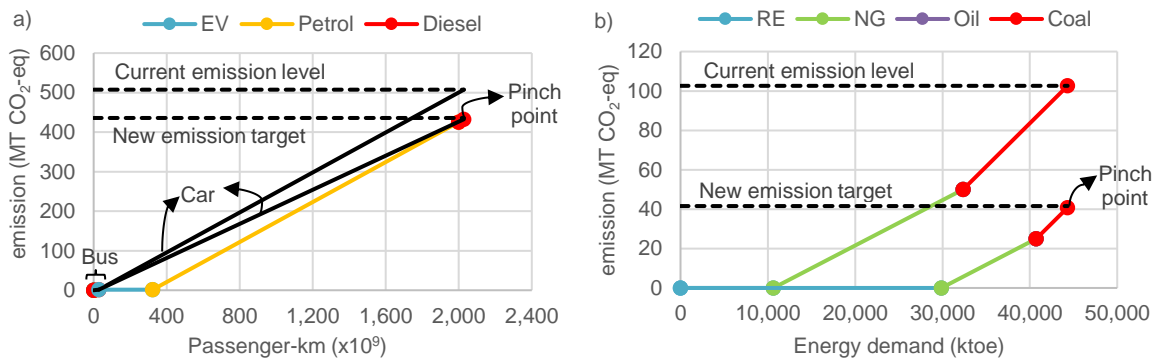 a)
EV Petrol Diesel
600
500
400
300
200
100
0
emission (MT CO₂-eq)
Current emission level
New emission target
Pinch
point
Car
Bus
0 400 800 1,200 1,600 2,000 2,400
Passenger-km (x10⁹)
b)
RE NG Oil Coal
120
100
80
60
40
20
0
emission (MT CO₂-eq)
Current emission level
New emission target
Pinch
point
0 10,000 20,000 30,000 40,000 50,000
Energy demand (ktoe)